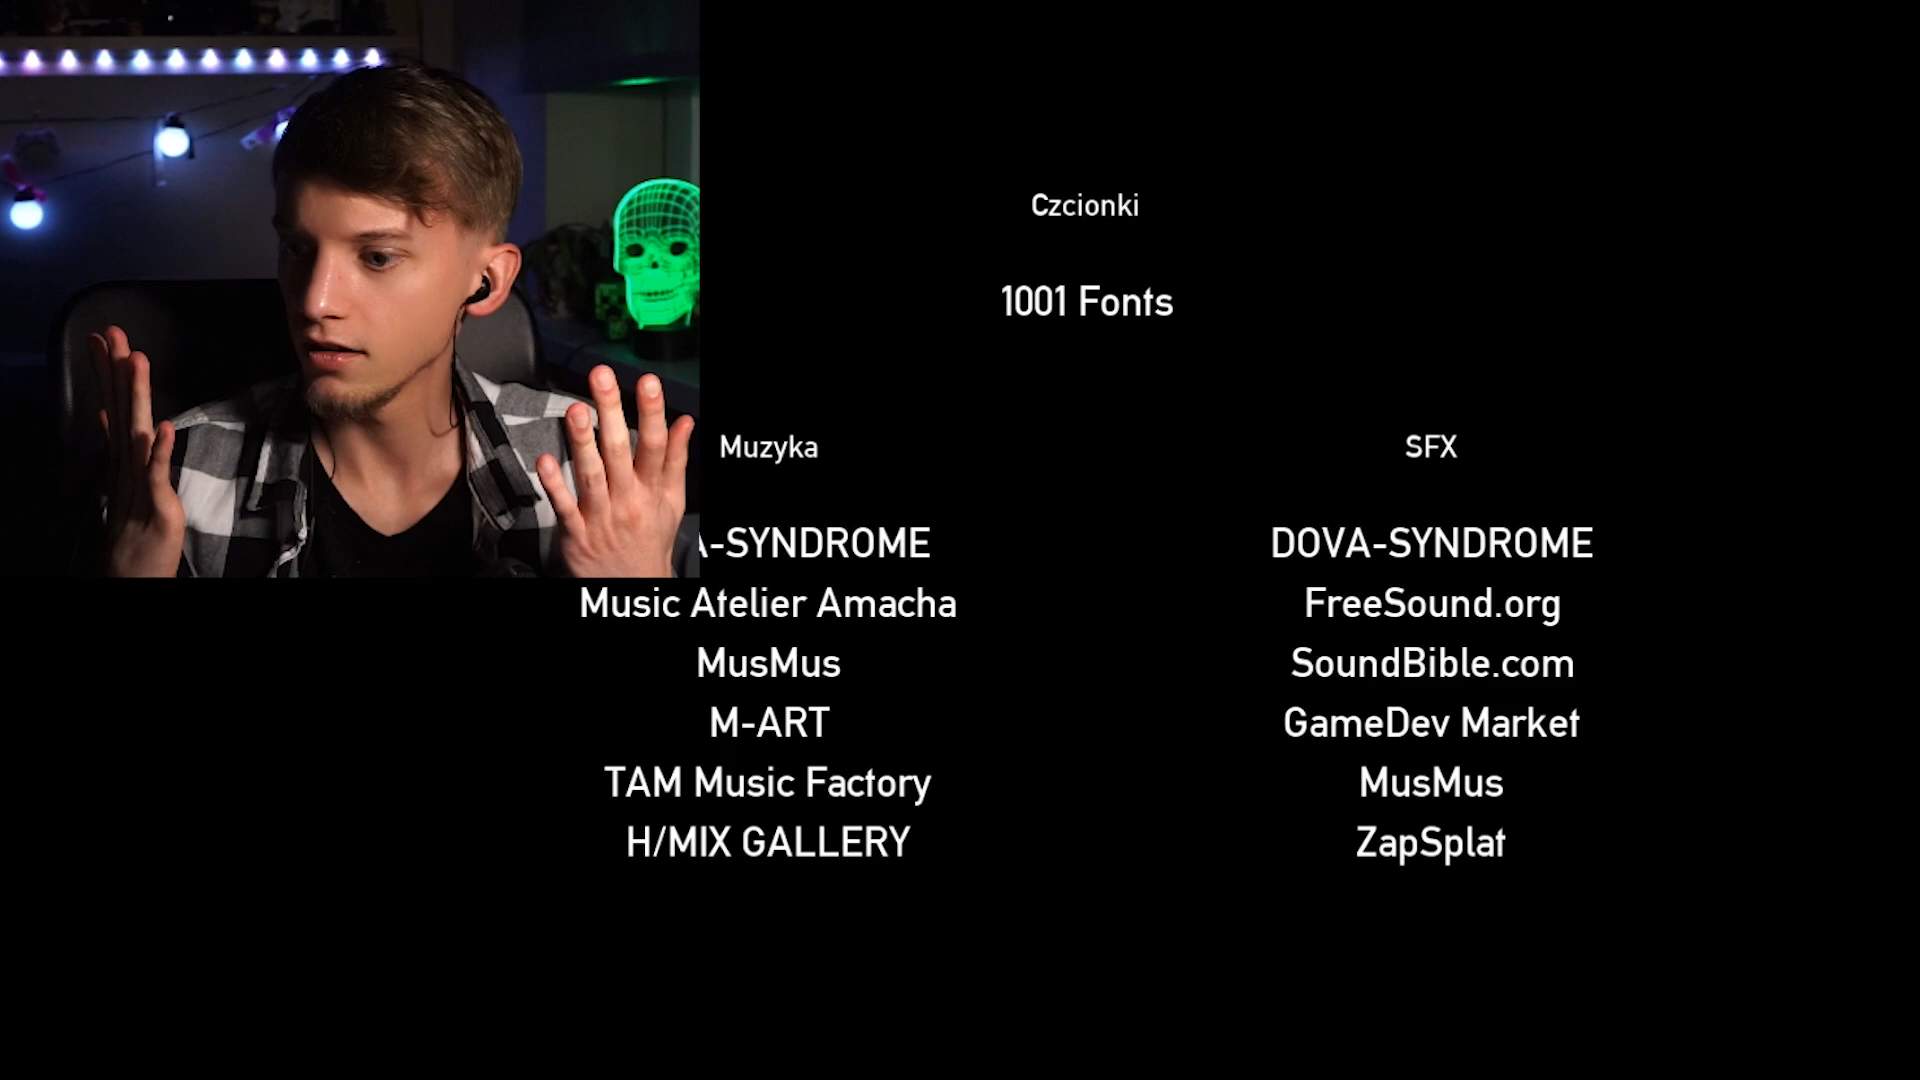 Czcionki
1001 Fonts
Muzyka
-SYNDROME
Music Atelier Amacha
MusMus
M-ART
TAM Music Factory
H/MIX GALLERY
SFX
DOVA-SYNDROME
FreeSound.org
SoundBible.com
GameDev Market
MusMus
ZapSplat